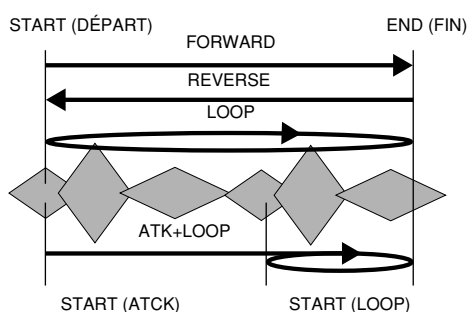 START (DÉPART) END (FIN)
FORWARD
REVERSE
LOOP
ATK+LOOP
START (ATCK) START (LOOP)